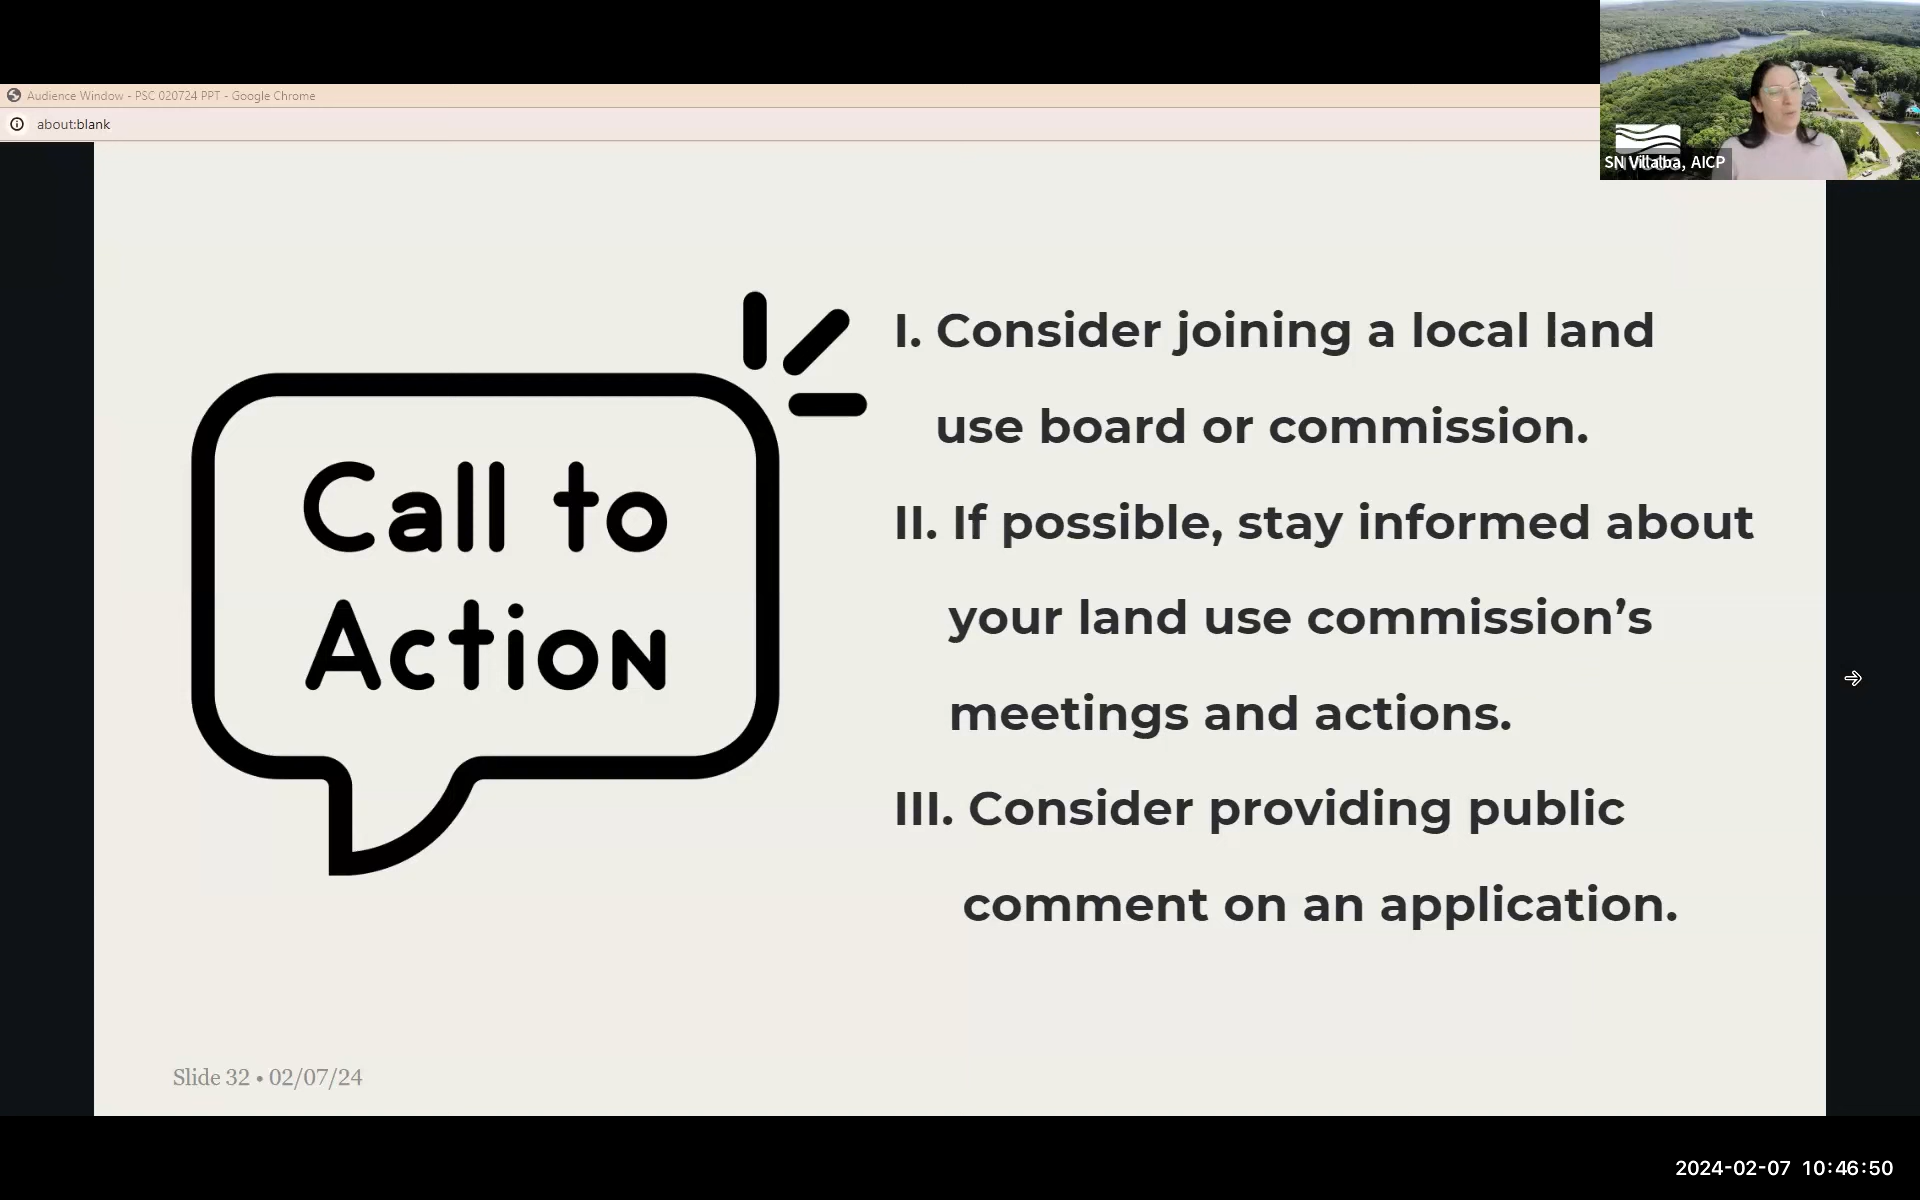 Audience Window - PSC 020724 PPT - Google Chrome
about:blank
SN Villalba, AICP
Call to
Action
I. Consider joining a local land
use board or commission.
II. If possible, stay informed about
your land use commission’s
meetings and actions.
III. Consider providing public
comment on an application.
Slide 32 • 02/07/24
2024-02-07 10:46:50